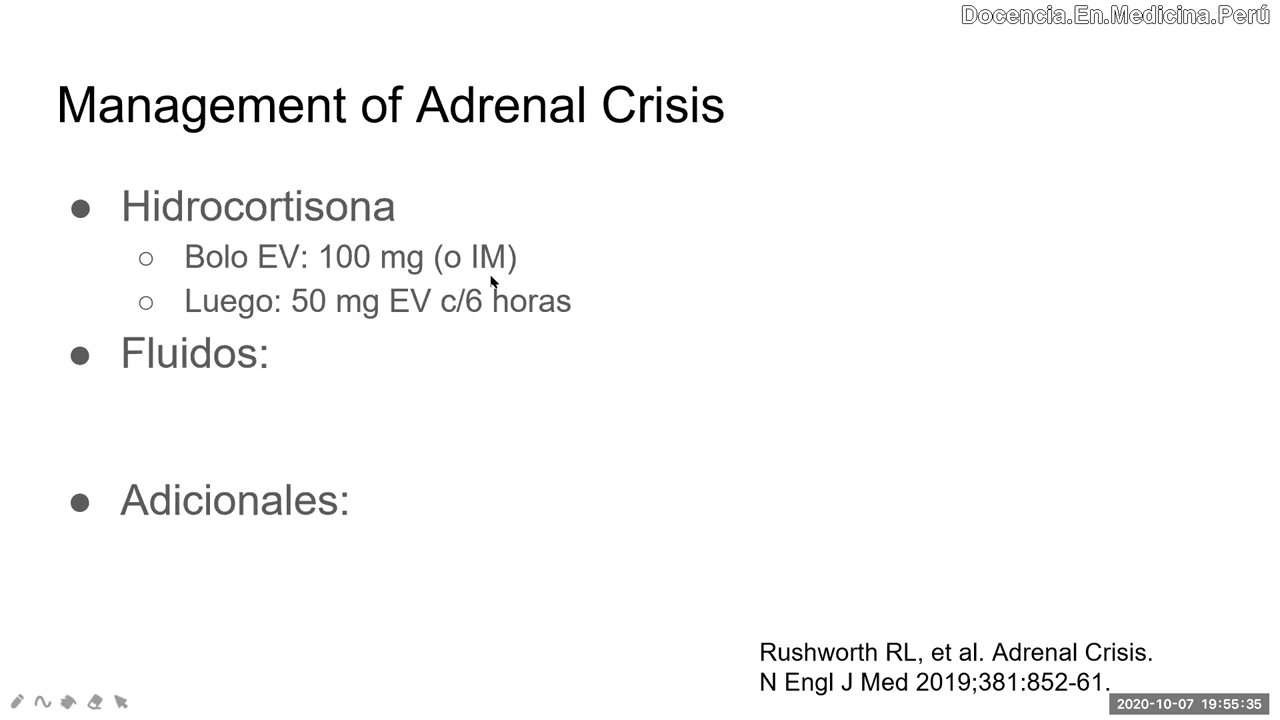 Docencia.En.Medicina.Perú
Management of Adrenal Crisis
● Hidrocortisona
○ Bolo EV: 100 mg (o IM)
○ Luego: 50 mg EV c/6 horas
● Fluidos:
● Adicionales:
Rushworth RL, et al. Adrenal Crisis.
N Engl J Med 2019;381:852-61.
2020-10-07 19:55:35